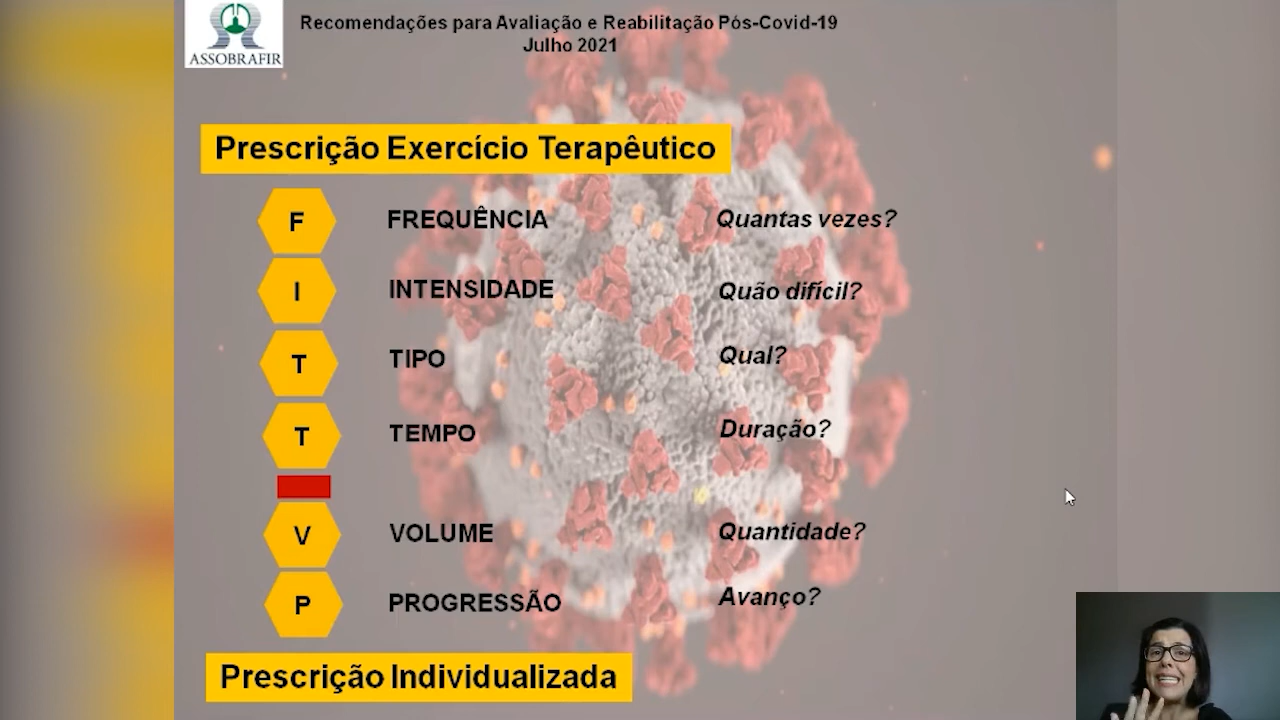 ASSOBRAFIR
Recomendações para Avaliação e Reabilitação Pós-Covid-19
Julho 2021
Prescrição Exercício Terapêutico
F FREQUÊNCIA Quantas vezes?
I INTENSIDADE Quão difícil?
T TIPO Qual?
T TEMPO Duração?
V VOLUME Quantidade?
P PROGRESSÃO Avanço?
Prescrição Individualizada